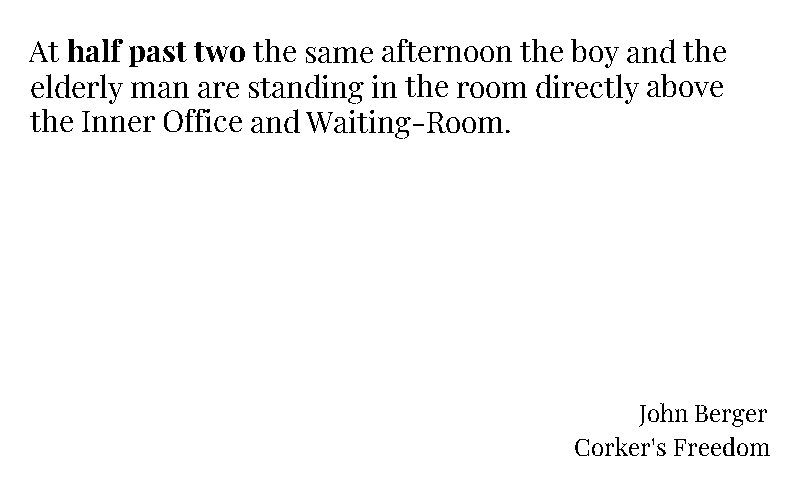 At half past two the same afternoon the boy and the
elderly man are standing in the room directly above
the Inner Office and Waiting-Room.
John Berger
Corker's Freedom